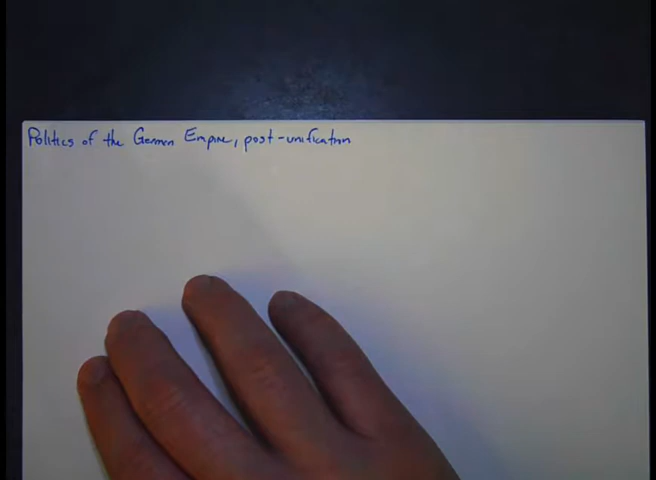 Politics of the German Empire, post-unification